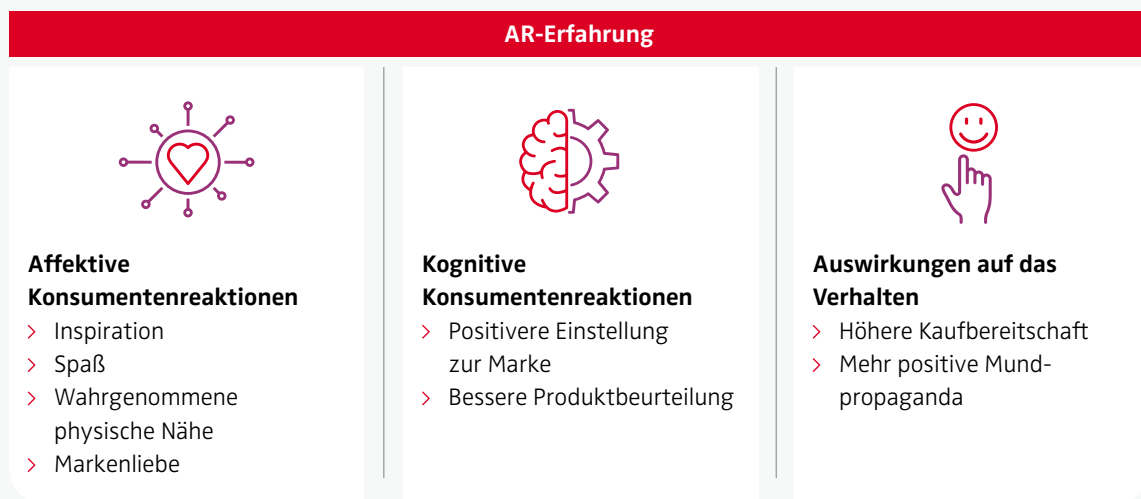 AR-Erfahrung
Affektive
Konsumentenreaktionen
> Inspiration
> Spaß
> Wahrgenommene
physische Nähe
> Markenliebe
Kognitive
Konsumentenreaktionen
> Positivere Einstellung
zur Marke
> Bessere Produktbeurteilung
Auswirkungen auf das
Verhalten
> Höhere Kaufbereitschaft
> Mehr positive Mund-
propaganda